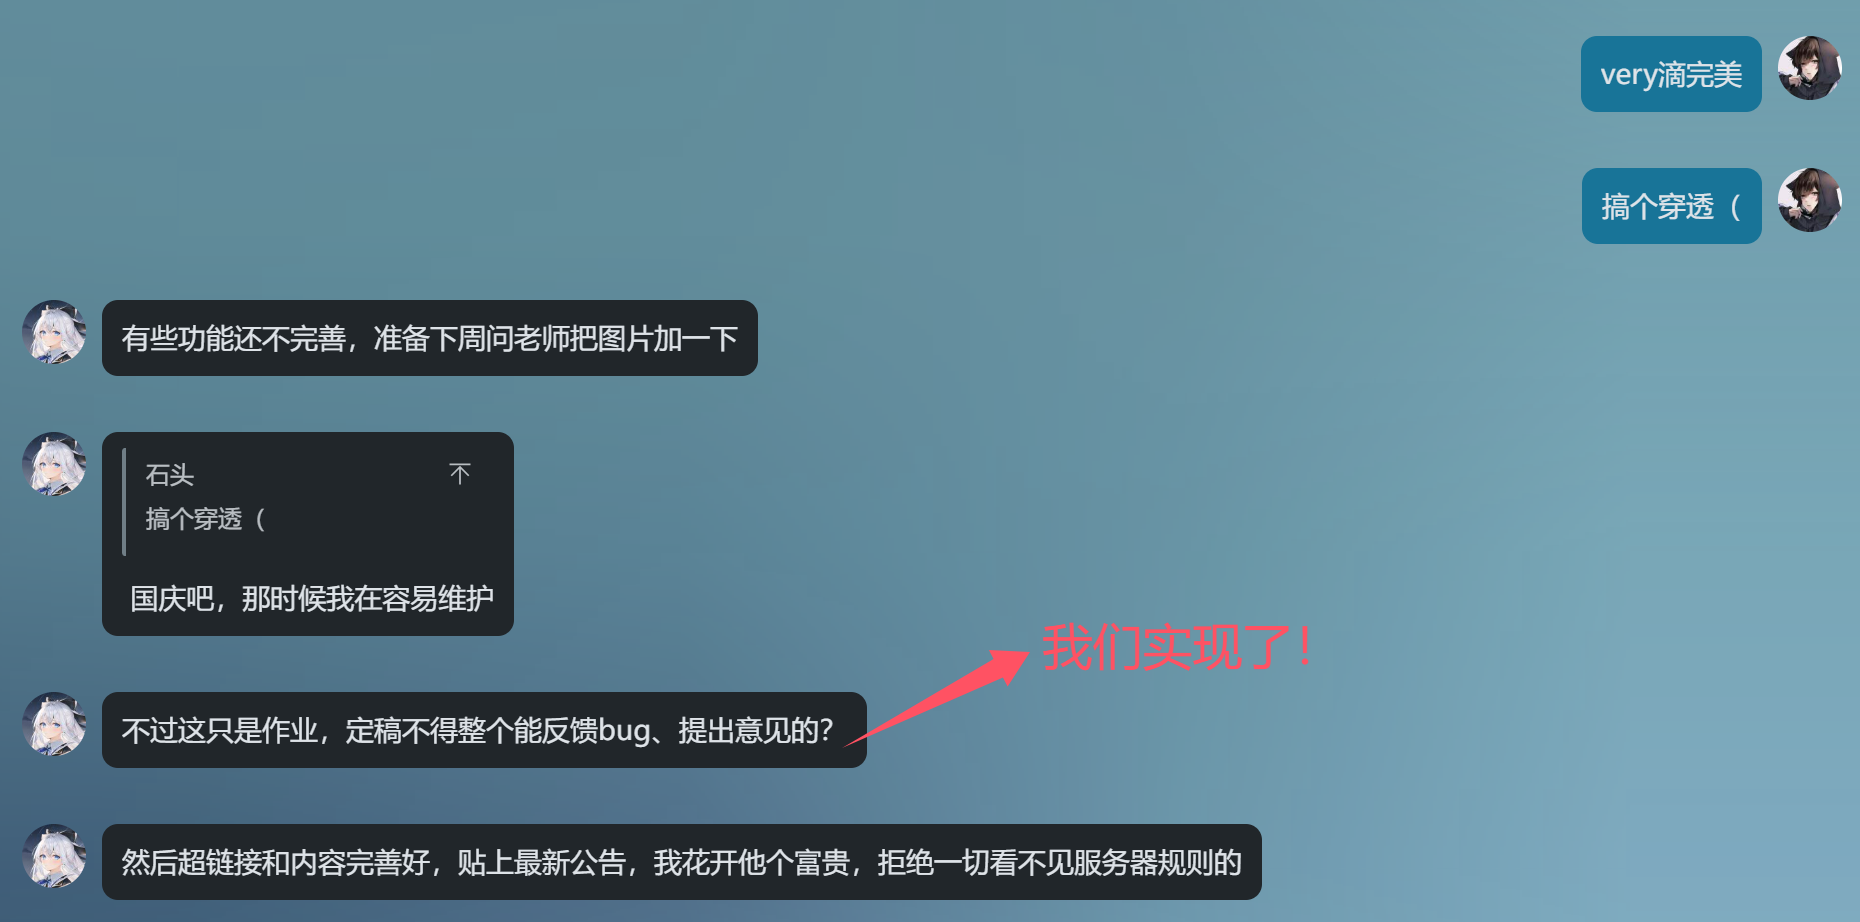 very滴完美
搞个穿透（
有些功能还不完善，准备下周问老师把图片加一下
石头
搞个穿透（
国庆吧，那时候我在容易维护
我们实现了！
不过这只是作业，定稿不得整个能反馈bug、提出意见的？
然后超链接和内容完善好，贴上最新公告，我花开他个富贵，拒绝一切看不见服务器规则的